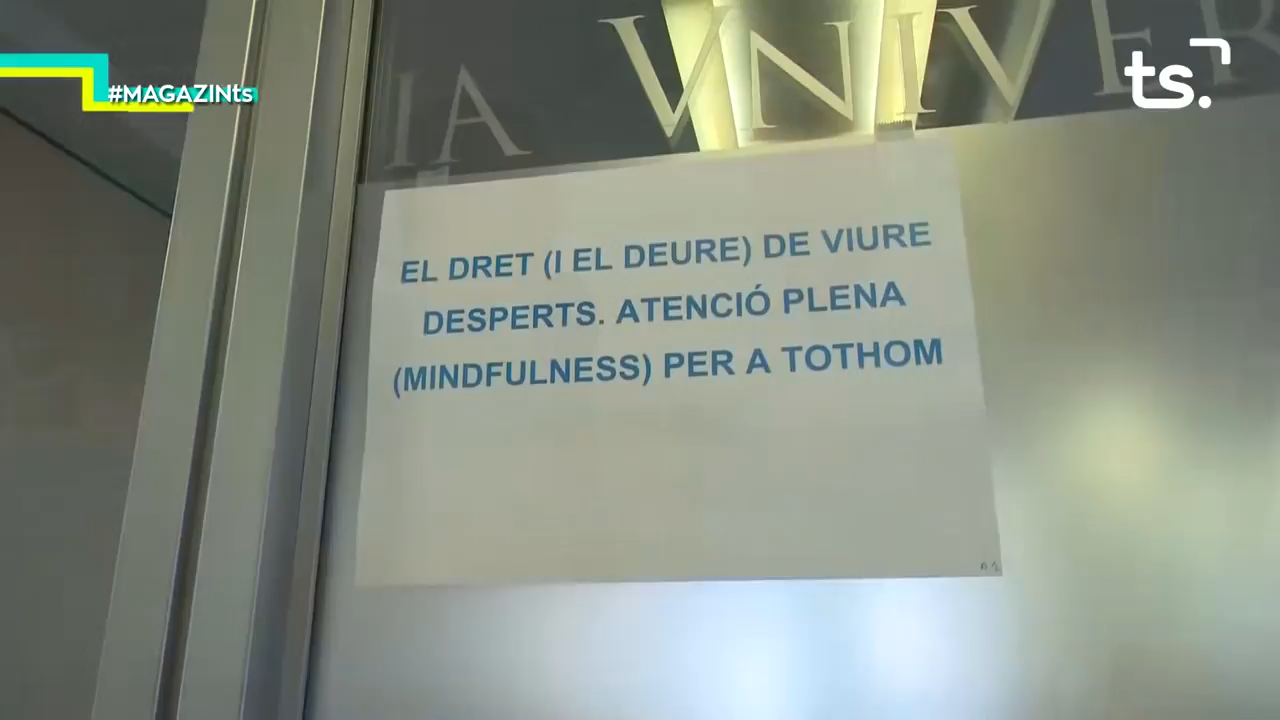 #MAGAZINts
ts.
IA VNIVER
EL DRET (I EL DEURE) DE VIURE
DESPERTS. ATENCIÓ PLENA
(MINDFULNESS) PER A TOTHOM